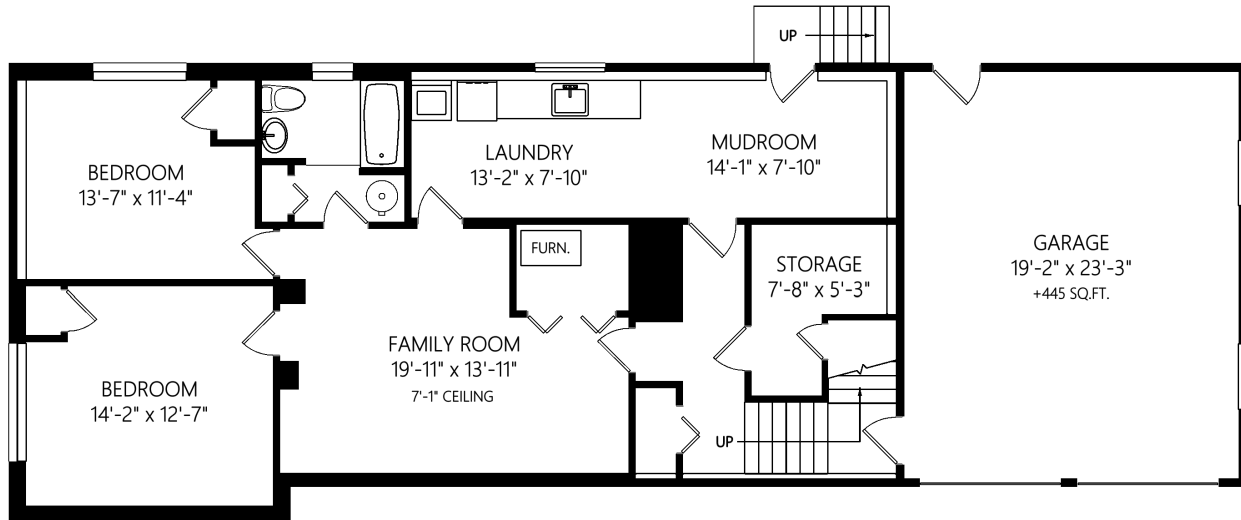 UP
BEDROOM
13'-7" x 11'-4"
LAUNDRY
13'-2" x 7'-10"
MUDROOM
14'-1" x 7'-10"
FURN.
STORAGE
7'-8" x 5'-3"
GARAGE
19'-2" x 23'-3"
+445 SQ.FT.
FAMILY ROOM
19'-11" x 13'-11"
7'-1" CEILING
BEDROOM
14'-2" x 12'-7"
UP